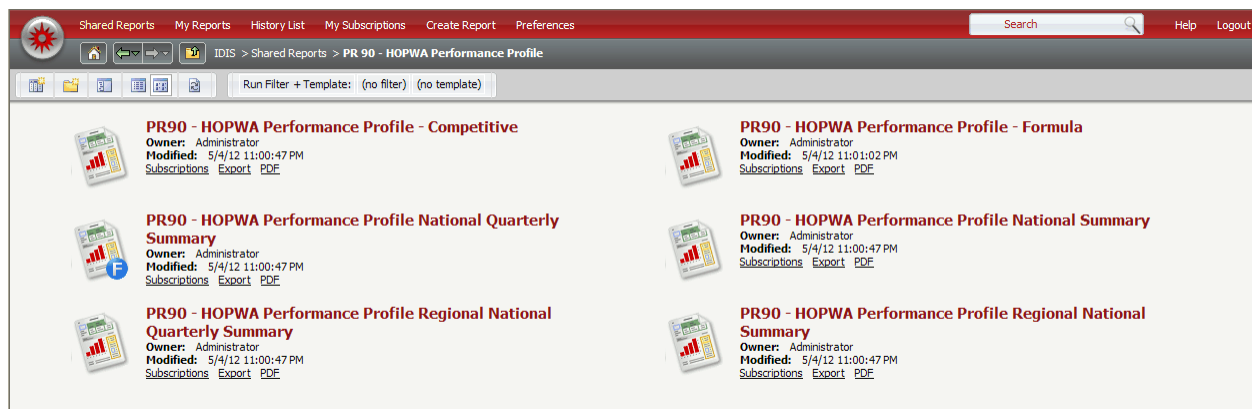 Shared Reports My Reports History List My Subscriptions Create Report Preferences Search Help Logout
IDIS > Shared Reports > PR 90 - HOPWA Performance Profile
Run Filter + Template: (no filter) (no template)
PR90 - HOPWA Performance Profile - Competitive
Owner: Administrator
Modified: 5/4/12 11:00:47 PM
Subscriptions Export PDF
PR90 - HOPWA Performance Profile - Formula
Owner: Administrator
Modified: 5/4/12 11:01:02 PM
Subscriptions Export PDF
PR90 - HOPWA Performance Profile National Quarterly
Summary
Owner: Administrator
Modified: 5/4/12 11:00:47 PM
Subscriptions Export PDF
F
PR90 - HOPWA Performance Profile National Summary
Owner: Administrator
Modified: 5/4/12 11:00:47 PM
Subscriptions Export PDF
PR90 - HOPWA Performance Profile Regional National
Quarterly Summary
Owner: Administrator
Modified: 5/4/12 11:00:47 PM
Subscriptions Export PDF
PR90 - HOPWA Performance Profile Regional National
Summary
Owner: Administrator
Modified: 5/4/12 11:00:47 PM
Subscriptions Export PDF